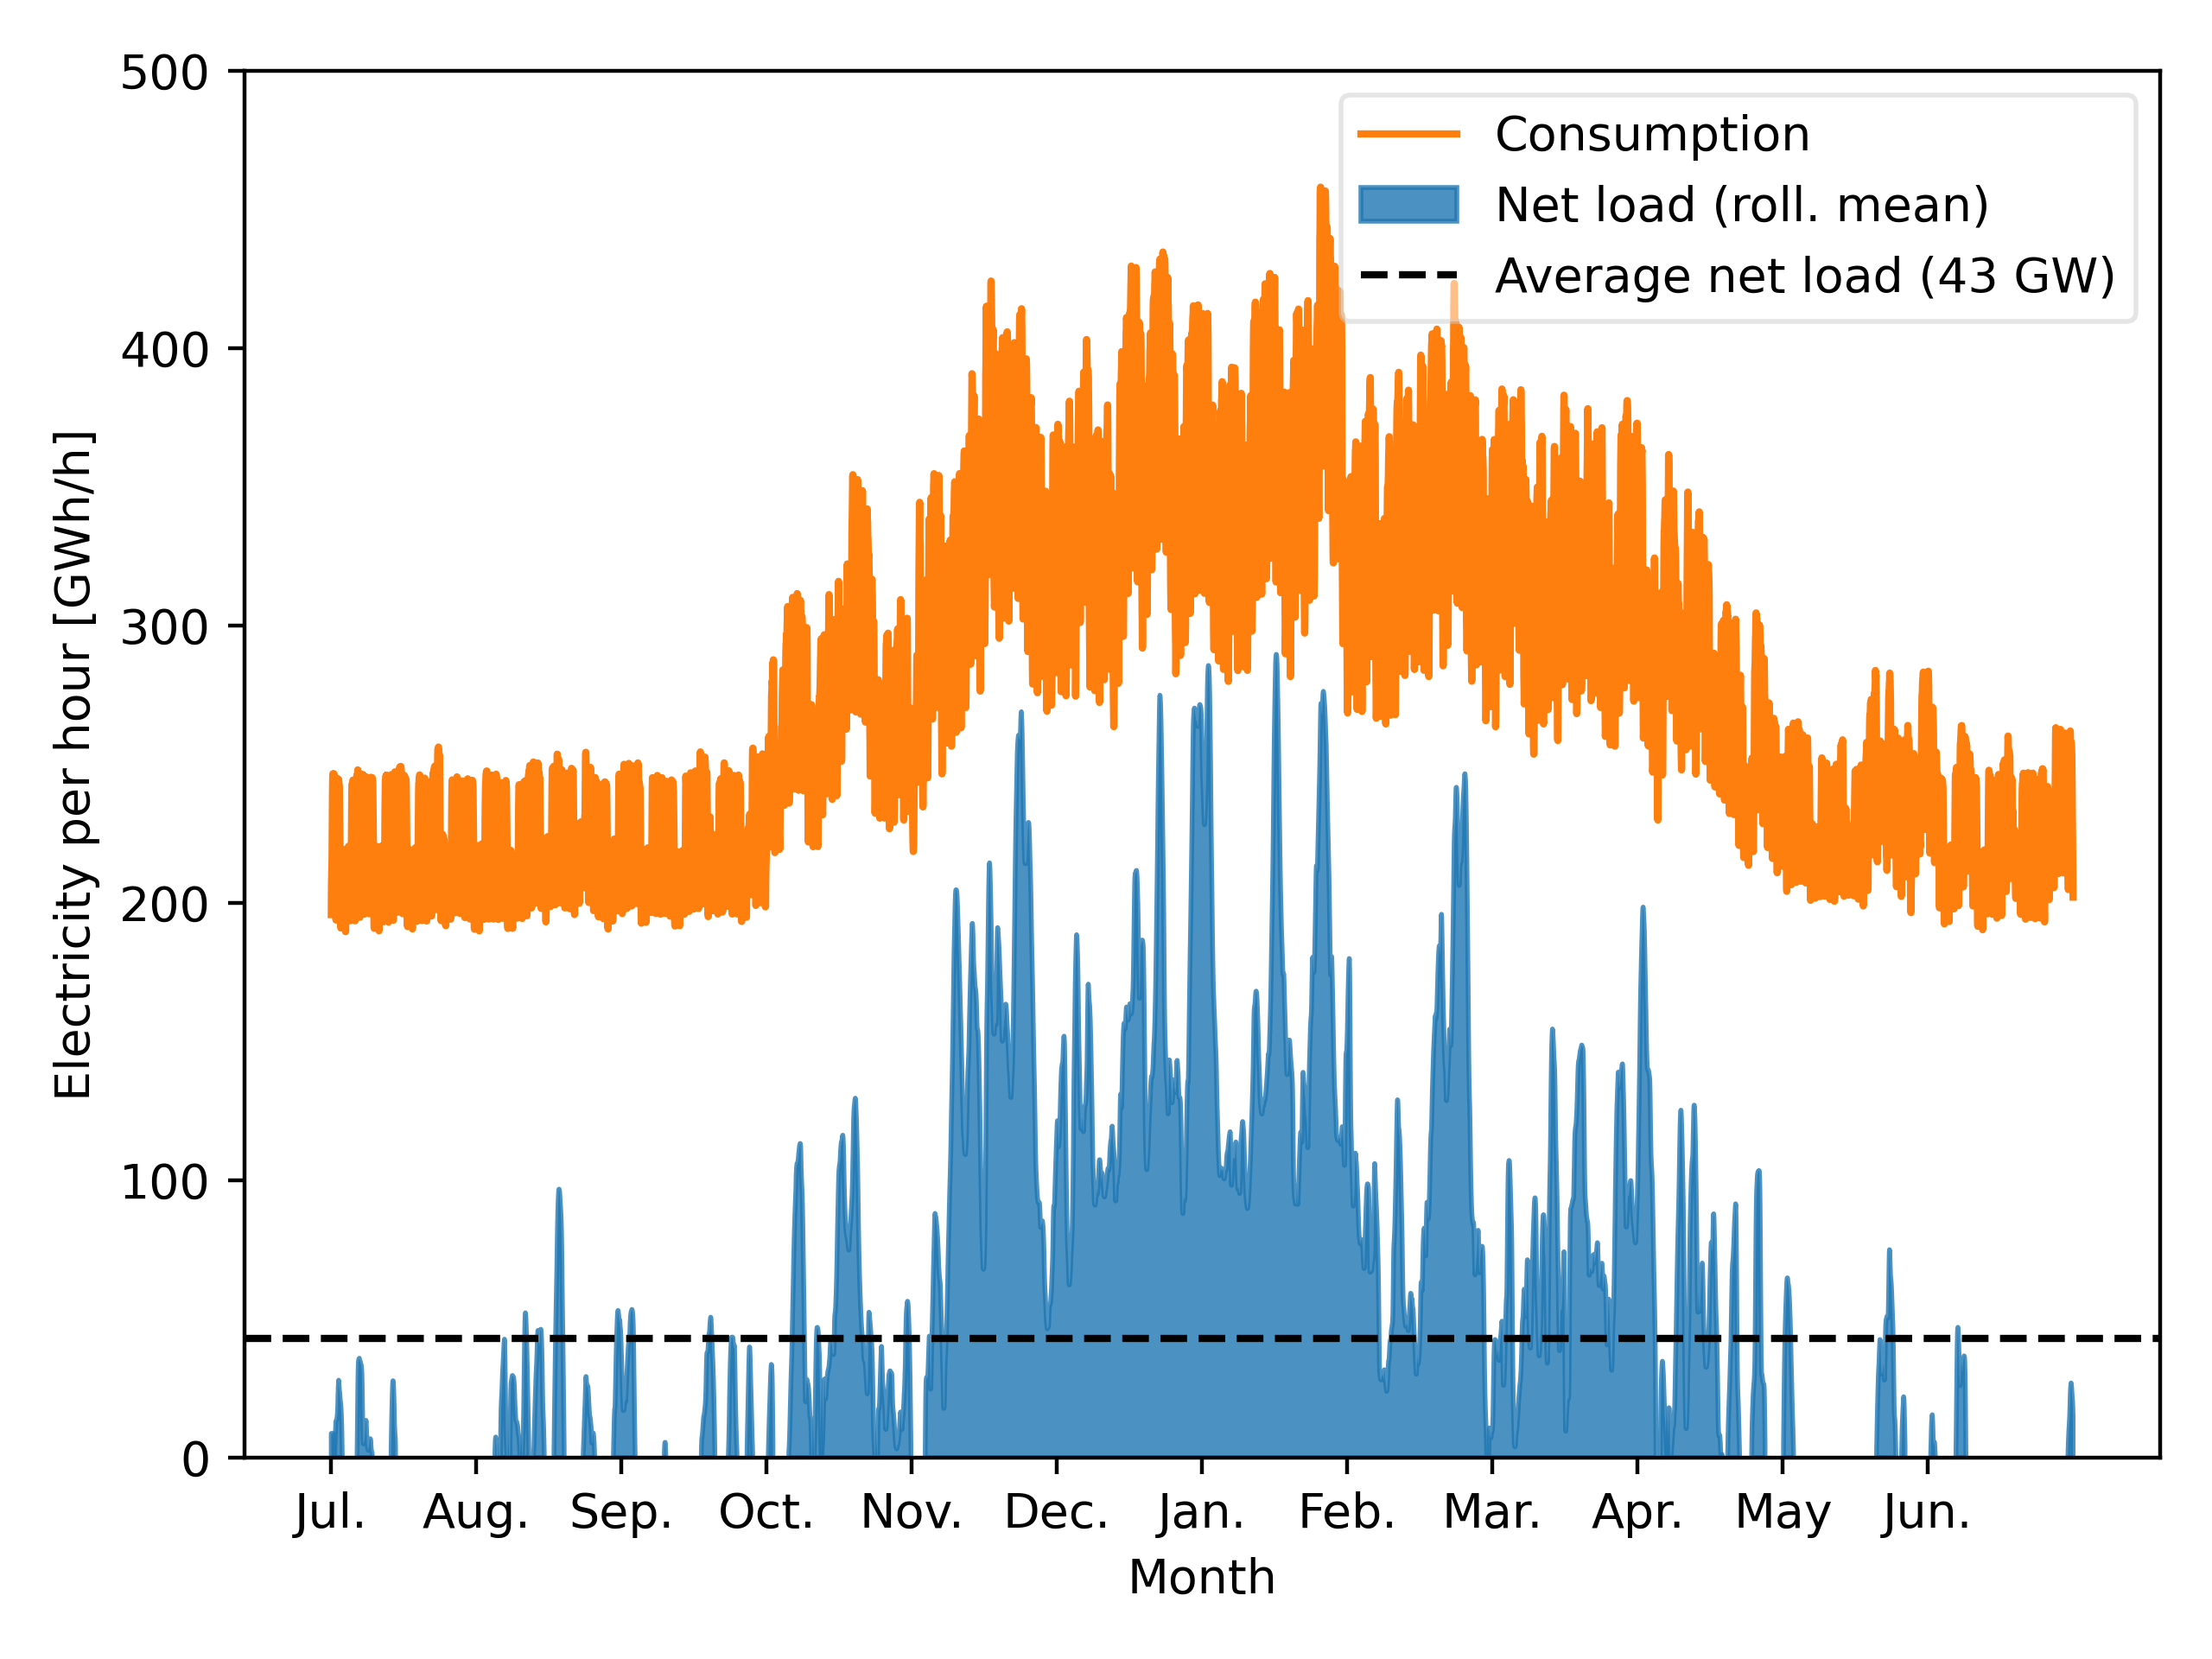 500
400
300
200
100
0
Electricity per hour [GWh/h]
Consumption
Net load (roll. mean)
Average net load (43 GW)
Jul. Aug. Sep. Oct. Nov. Dec. Jan. Feb. Mar. Apr. May Jun.
Month